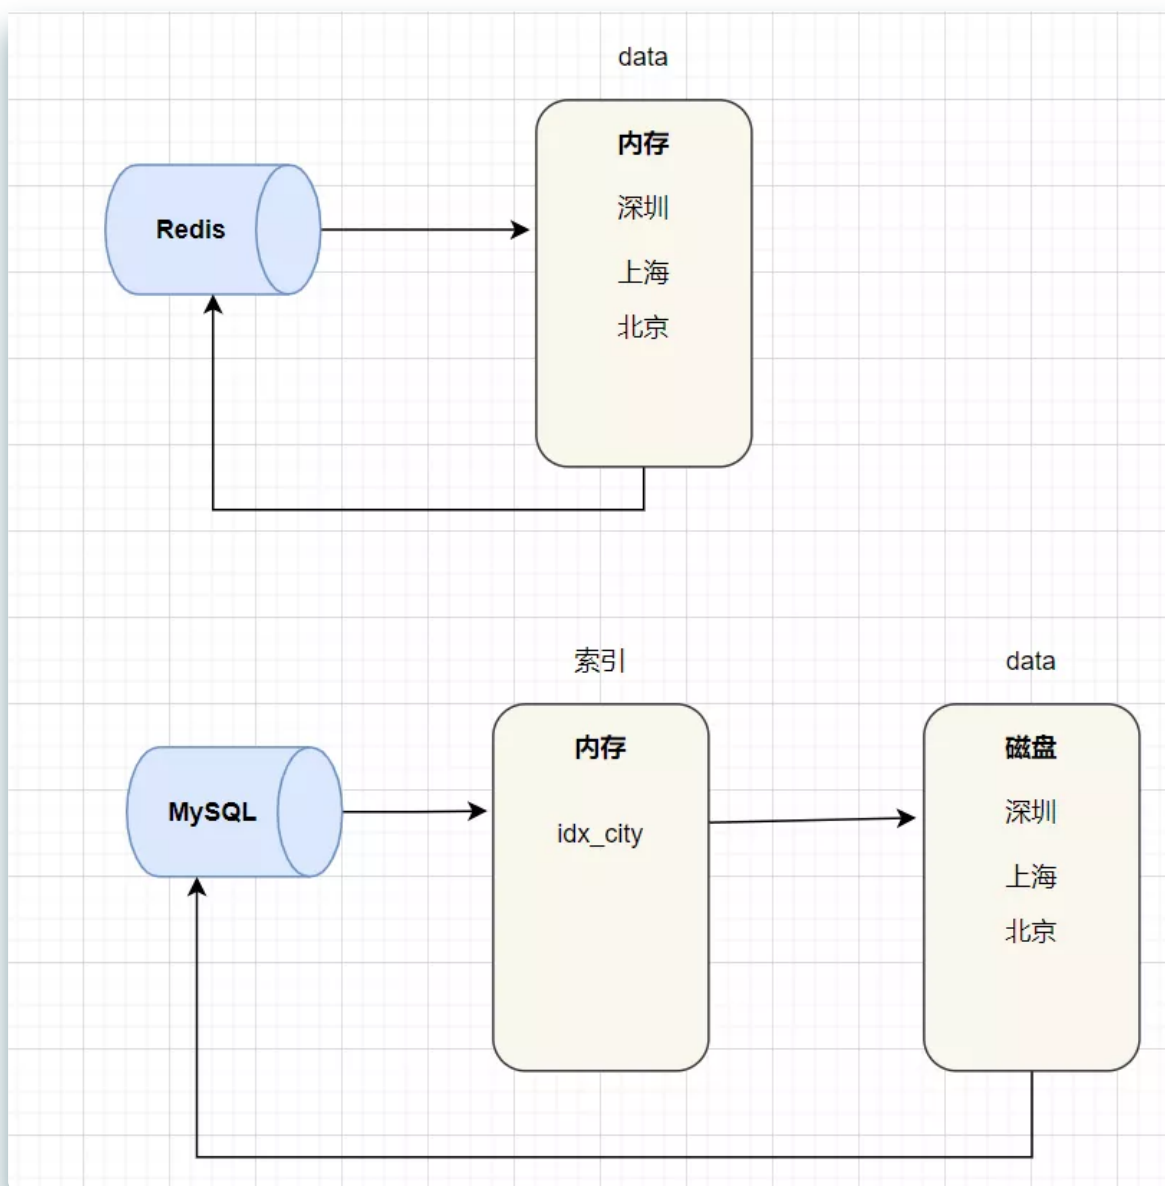 data
内存
深圳
Redis
上海
北京
索引
data
内存
磁盘
MySQL
深圳
idx_city
上海
北京